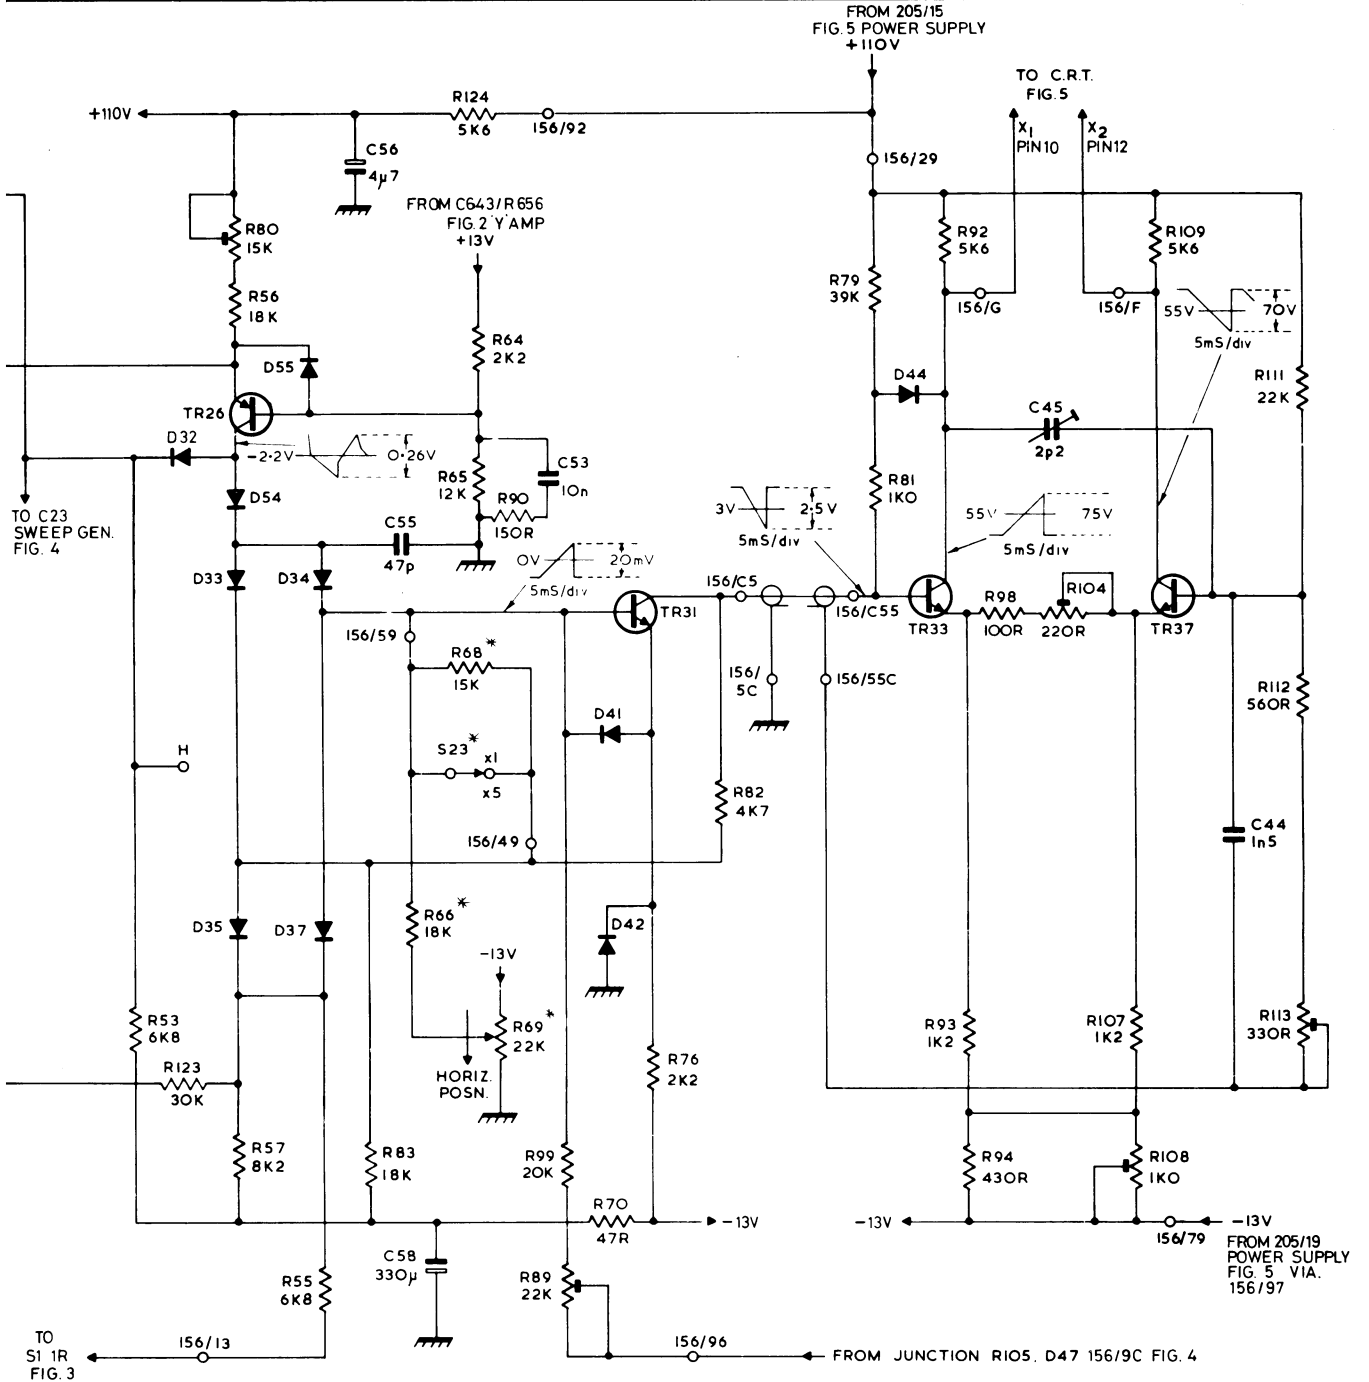 FROM 205/15
FIG. 5 POWER SUPPLY
+110V
TO C.R.T.
FIG. 5
+110V
R124
5K6
156/92
X1
PIN10
X2
PIN12
C56
4µ7
156/29
FROM C643/R656
FIG. 2 'Y' AMP
+13V
R80
15K
R92
5K6
R109
5K6
R79
39K
R56
18K
156/G
156/F
55V
70V
5mS/div
R64
2K2
D55
D44
R111
22K
TR26
C45
2p2
D32
-2·2V
0·26V
R65
12K
C53
10n
R81
1K0
D54
R90
150R
3V
2·5V
5mS/div
55V
75V
5mS/div
TO C23
SWEEP GEN.
FIG. 4
C55
47p
0V
20mV
5mS/div
D33
D34
156/C5
156/C55
R104
TR31
TR33
R98
100R
220R
TR37
156/59
R68*
15K
156/
5C
156/55C
R112
560R
D41
S23*
x1
x5
H
R82
4K7
156/49
C44
1n5
D35
D37
R66*
18K
D42
-13V
R53
6K8
R69*
22K
R93
1K2
R107
1K2
R113
330R
R123
30K
HORIZ.
POSN.
R76
2K2
R57
8K2
R83
18K
R99
20K
R94
430R
R108
1K0
R70
47R
-13V
-13V
156/79
-13V
FROM 205/19
POWER SUPPLY
FIG. 5 VIA.
156/97
C58
330µ
R55
6K8
R89
22K
TO
S1 1R
FIG. 3
156/13
156/96
FROM JUNCTION R105. D47 156/9C FIG. 4